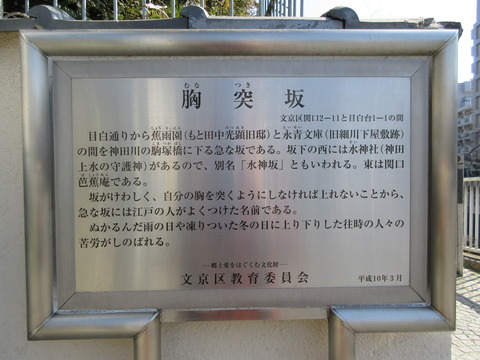 むな つき
胸突坂
文京区関口2-11と目白台1-1の間
目白通りから蕉雨園(もと田中光顕旧邸)と永青文庫(旧細川下屋敷跡)
の間を神田川の駒塚橋に下る急な坂である。坂下の西には水神社(神田
上水の守護神)があるので、別名「水神坂」ともいわれる。東は関口
芭蕉庵である。
坂がけわしく、自分の胸を突くようにしなければ上れないことから、
急な坂には江戸の人がよくつけた名前である。
ぬかるんだ雨の日や凍りついた冬の日に上り下りした往時の人々の
苦労がしのばれる。
―郷土愛をはぐくむ文化財―
文京区教育委員会 平成10年3月